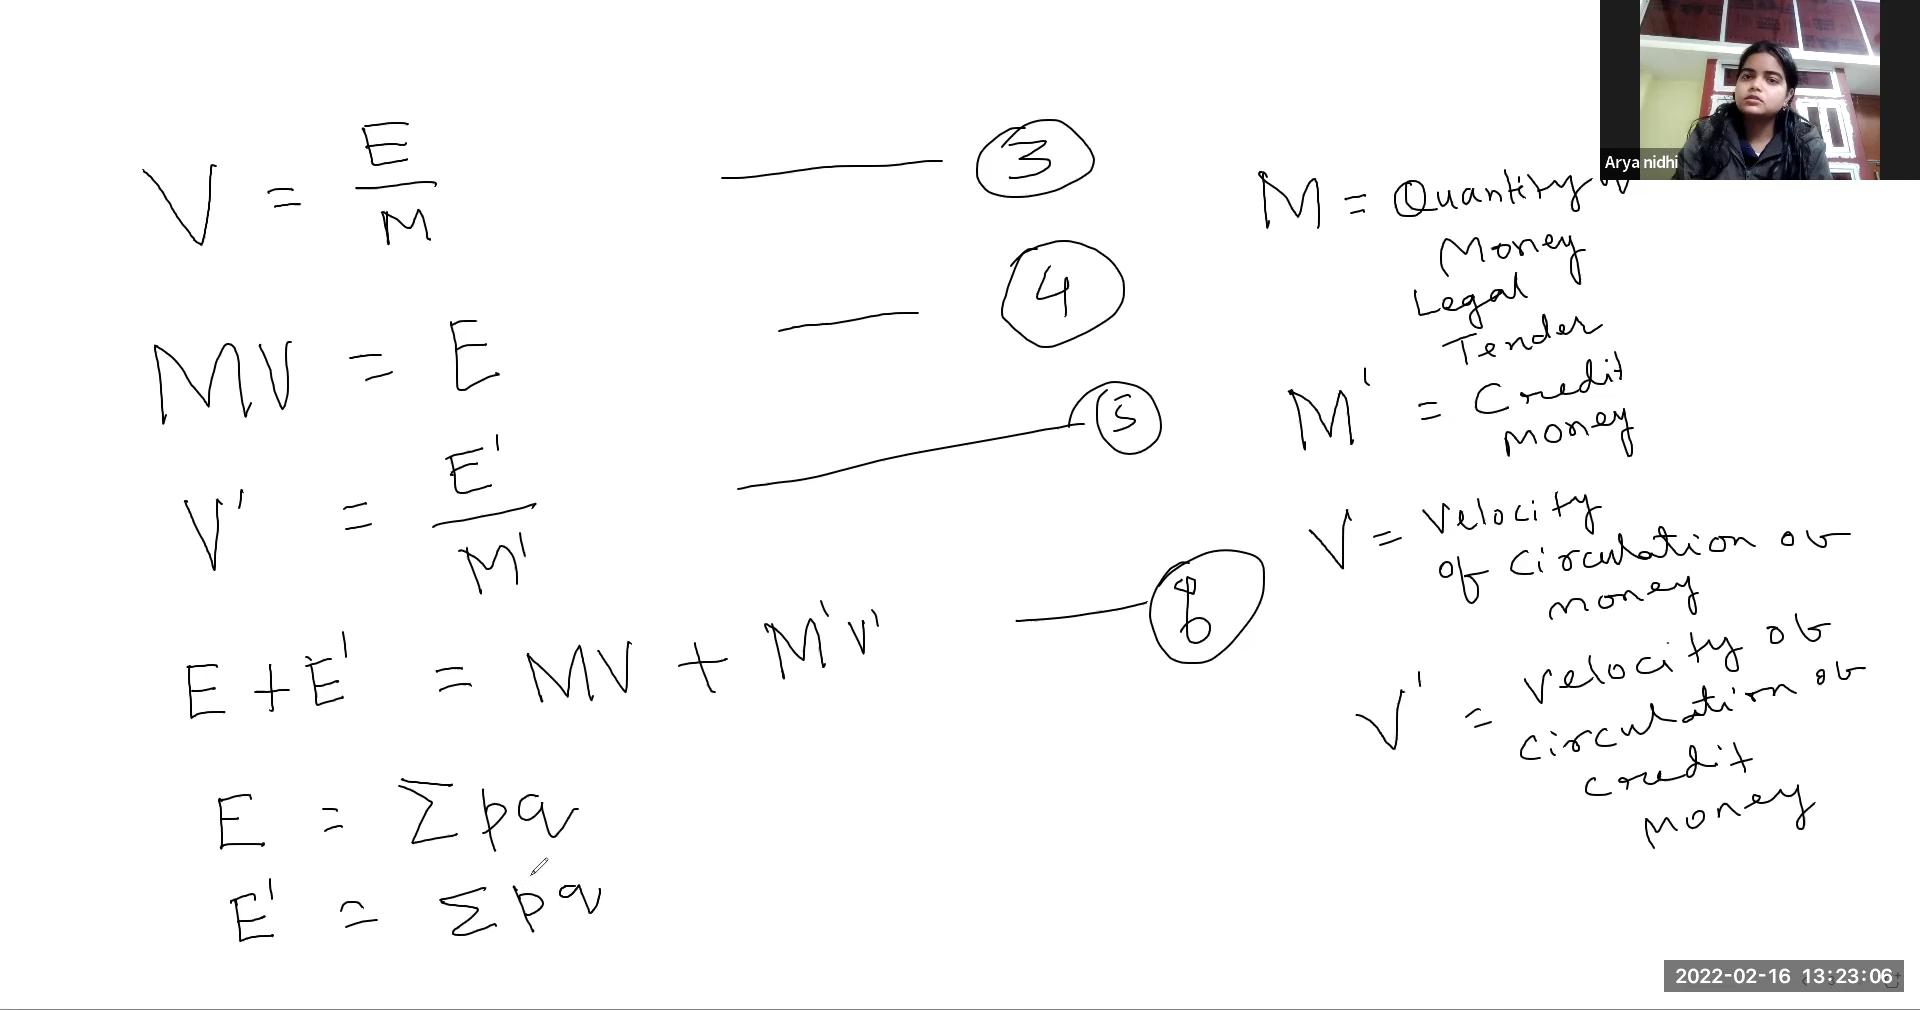 V = E/M ——— 3
MV = E —— 4
V' = E'/M' ——— 5
E + E' = MV + M'V' —— 6
E = Σpq
E' = Σpq
Arya nidhi
M = Quantity of
Money
Legal
Tender
M' = Credit
money
V = Velocity
of circulation of
money
V' = Velocity of
circulation of
credit
money
2022-02-16 13:23:06